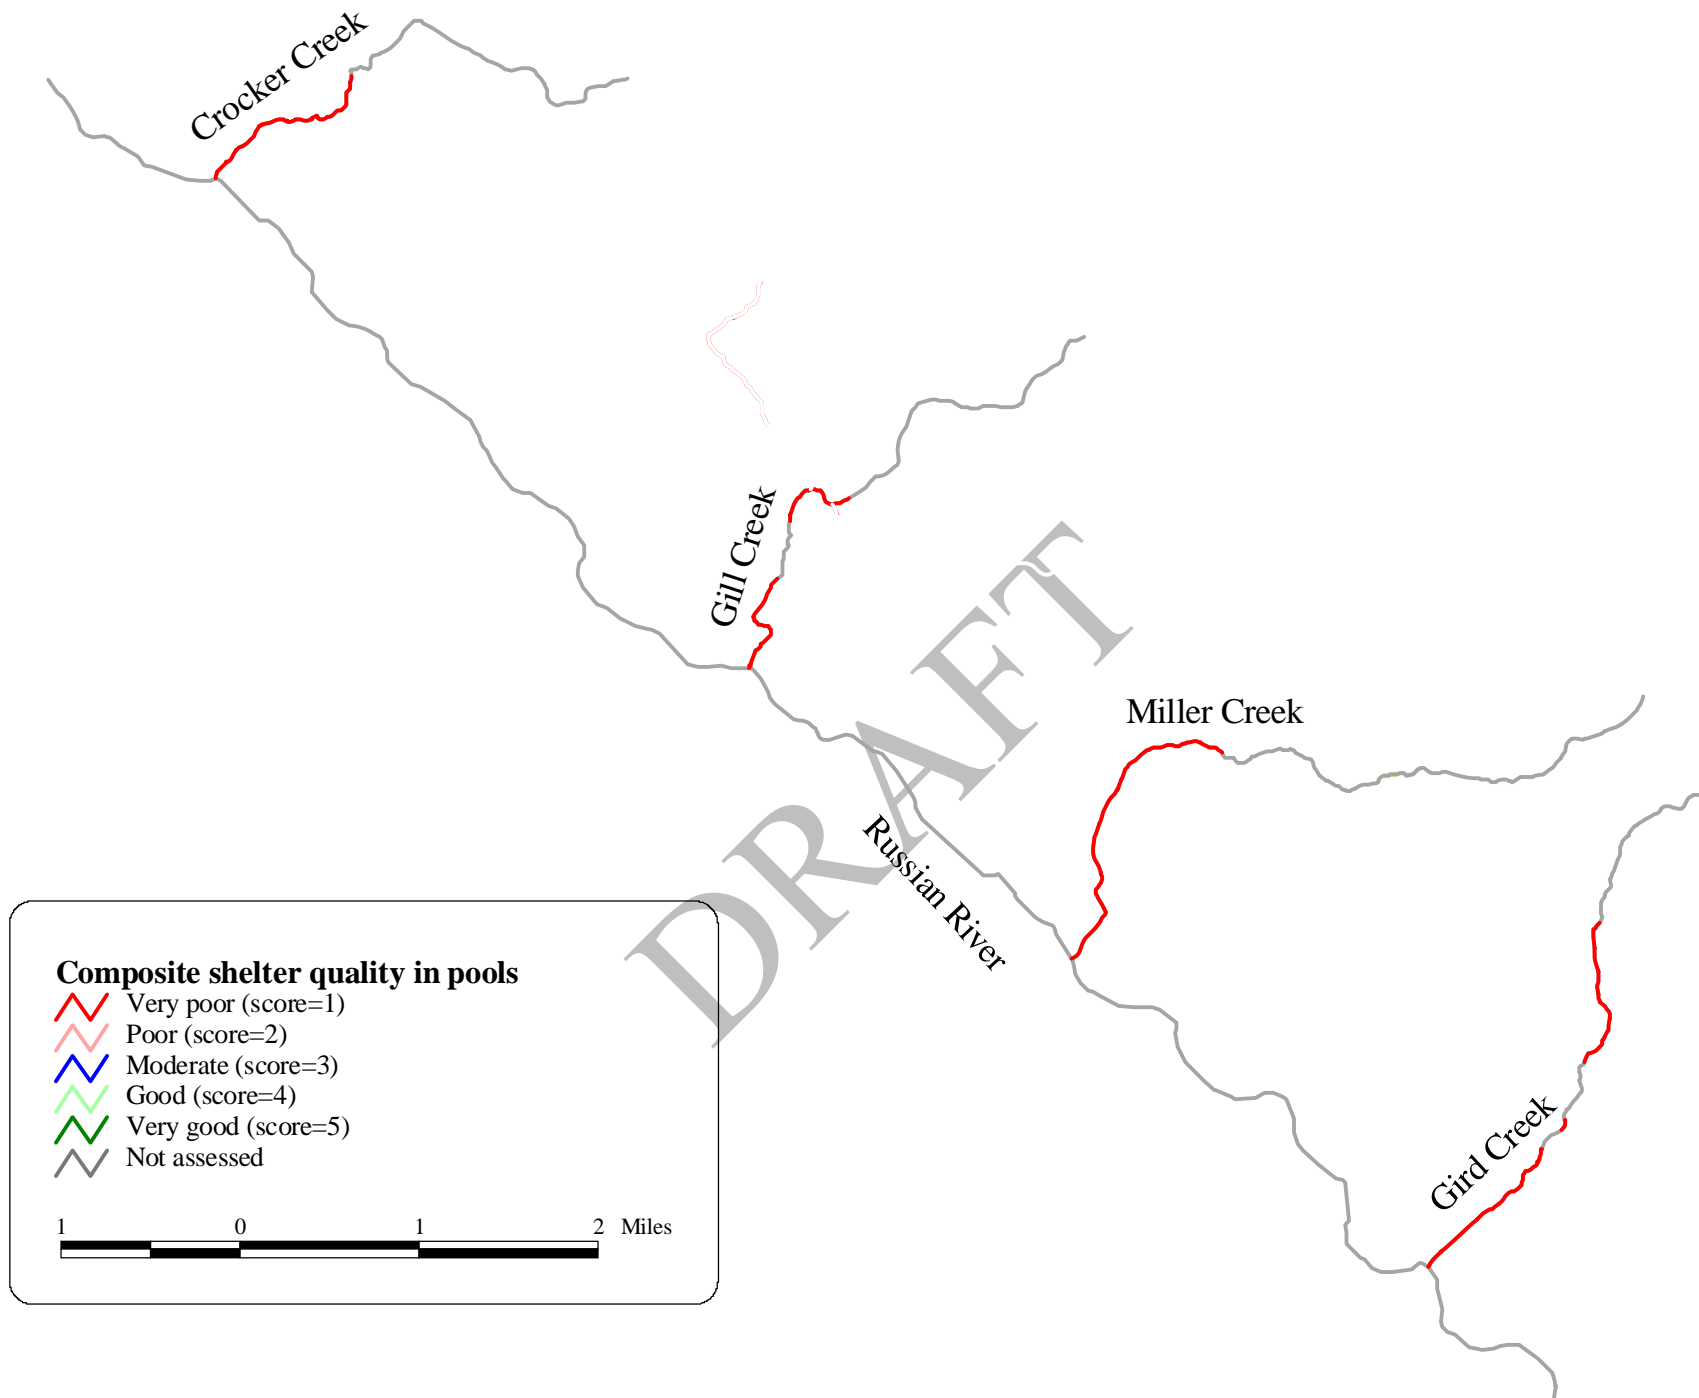 Crocker Creek
Gill Creek
DRAFT
Miller Creek
Russian River
Gird Creek
Composite shelter quality in pools
Very poor (score=1)
Poor (score=2)
Moderate (score=3)
Good (score=4)
Very good (score=5)
Not assessed
1 0 1 2 Miles